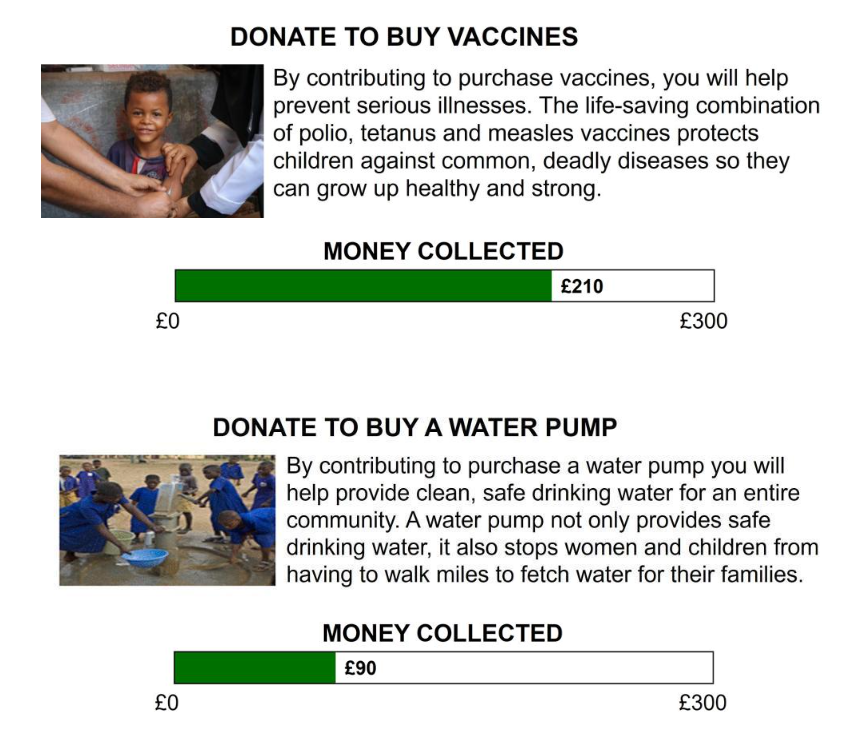 DONATE TO BUY VACCINES
By contributing to purchase vaccines, you will help
prevent serious illnesses. The life-saving combination
of polio, tetanus and measles vaccines protects
children against common, deadly diseases so they
can grow up healthy and strong.
MONEY COLLECTED
£210
£0 £300
DONATE TO BUY A WATER PUMP
By contributing to purchase a water pump you will
help provide clean, safe drinking water for an entire
community. A water pump not only provides safe
drinking water, it also stops women and children from
having to walk miles to fetch water for their families.
MONEY COLLECTED
£90
£0 £300